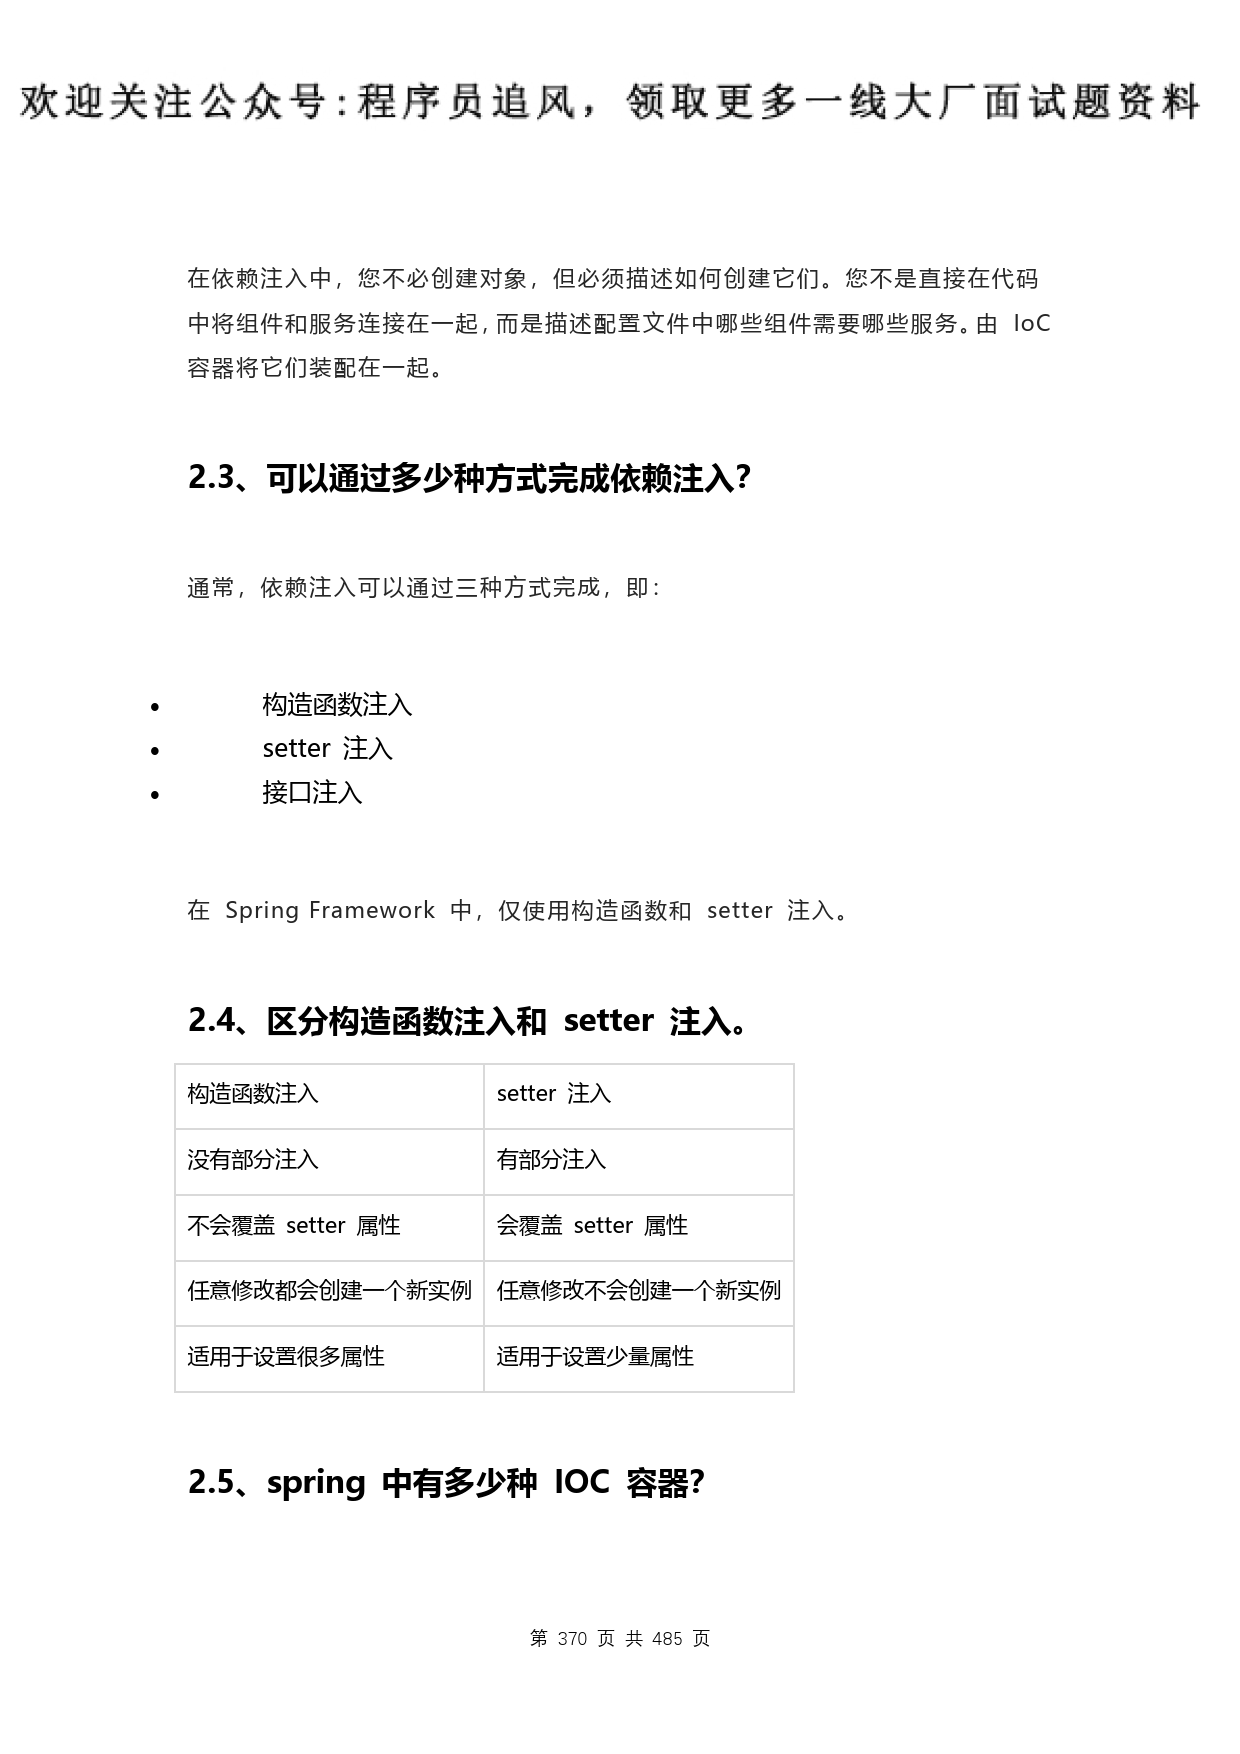 欢迎关注公众号:程序员追风，领取更多一线大厂面试题资料
在依赖注入中，您不必创建对象，但必须描述如何创建它们。您不是直接在代码
中将组件和服务连接在一起，而是描述配置文件中哪些组件需要哪些服务。由 IoC
容器将它们装配在一起。
2.3、可以通过多少种方式完成依赖注入？
通常，依赖注入可以通过三种方式完成，即：
• 构造函数注入
• setter 注入
• 接口注入
在 Spring Framework 中，仅使用构造函数和 setter 注入。
2.4、区分构造函数注入和 setter 注入。
构造函数注入 setter 注入
没有部分注入 有部分注入
不会覆盖 setter 属性 会覆盖 setter 属性
任意修改都会创建一个新实例 任意修改不会创建一个新实例
适用于设置很多属性 适用于设置少量属性
2.5、spring 中有多少种 IOC 容器？
第 370 页 共 485 页